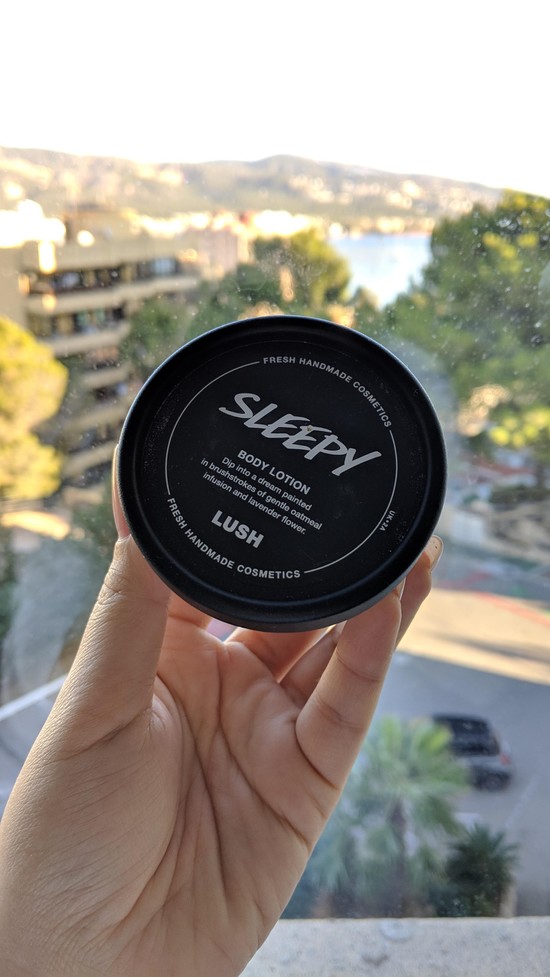 FRESH HANDMADE COSMETICS
SLEEPY
BODY LOTION
Dip into a dream painted
in brushstrokes of gentle oatmeal
infusion and lavender flower.
LUSH
FRESH HANDMADE COSMETICS